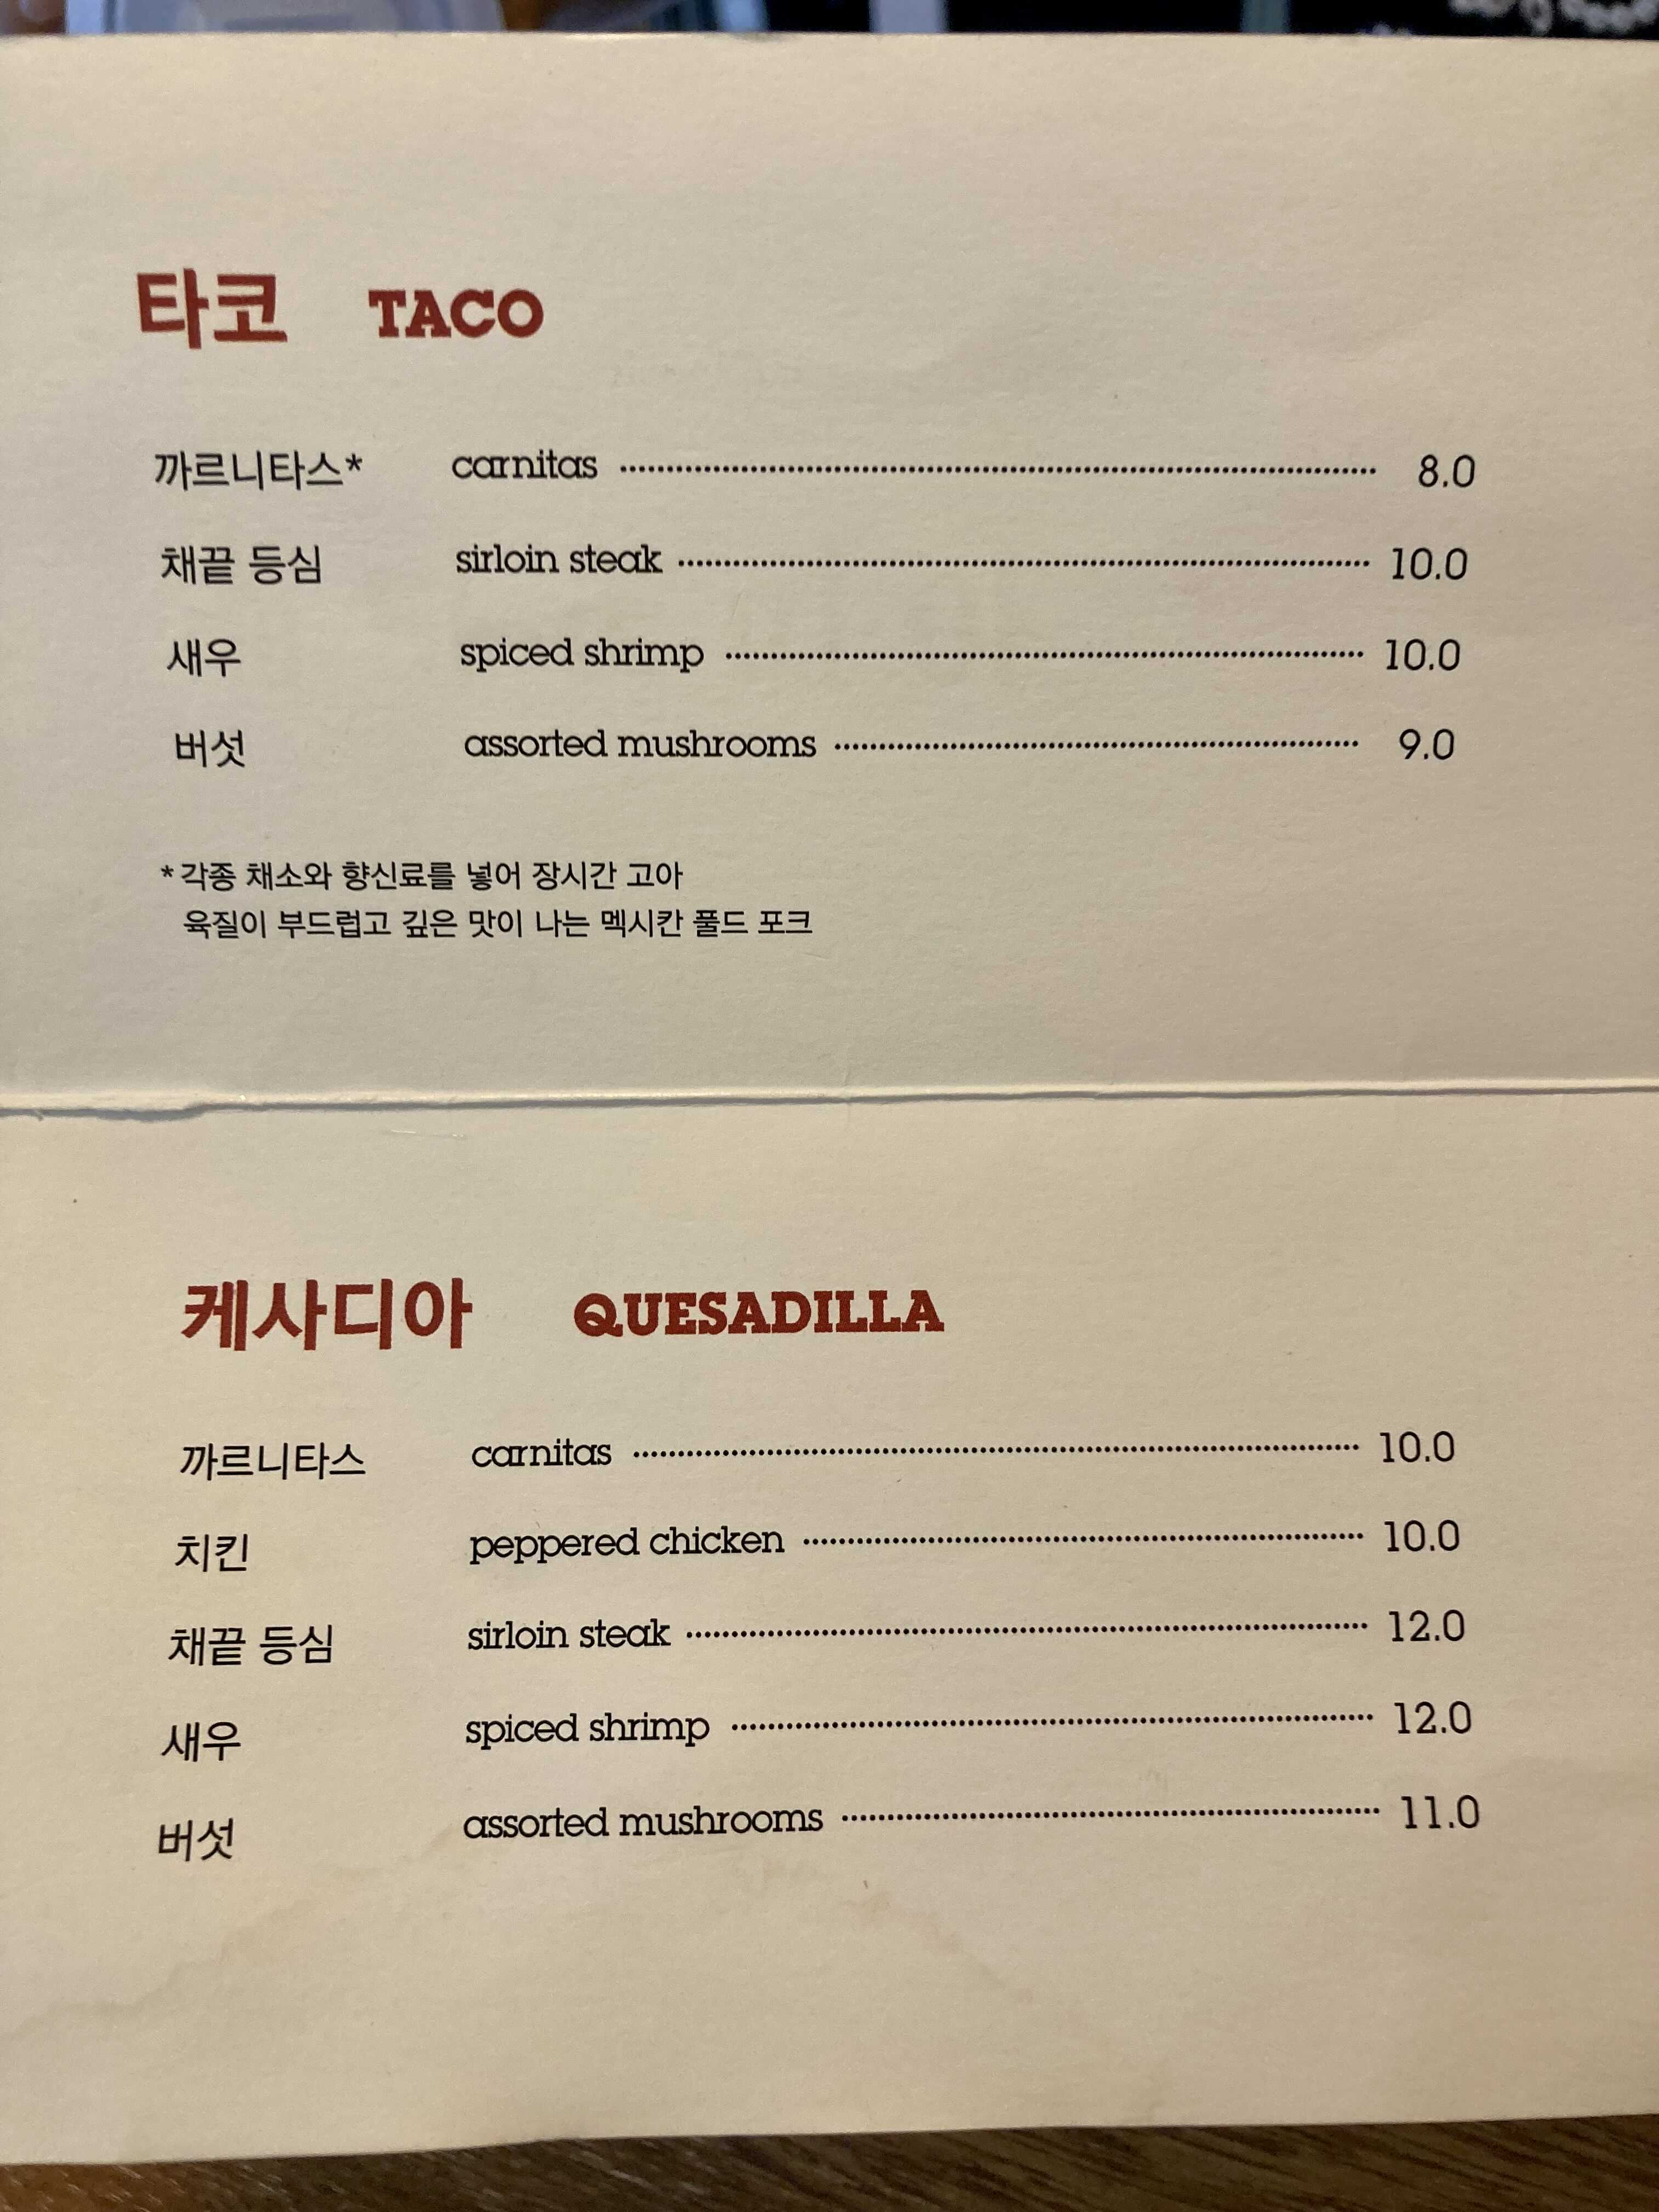 타코 TACO
까르니타스* carnitas 8.0
채끝 등심 sirloin steak 10.0
새우 spiced shrimp 10.0
버섯 assorted mushrooms 9.0
* 각종 채소와 향신료를 넣어 장시간 고아
육질이 부드럽고 깊은 맛이 나는 멕시칸 풀드 포크
케사디아 QUESADILLA
까르니타스 carnitas 10.0
치킨 peppered chicken 10.0
채끝 등심 sirloin steak 12.0
새우 spiced shrimp 12.0
버섯 assorted mushrooms 11.0